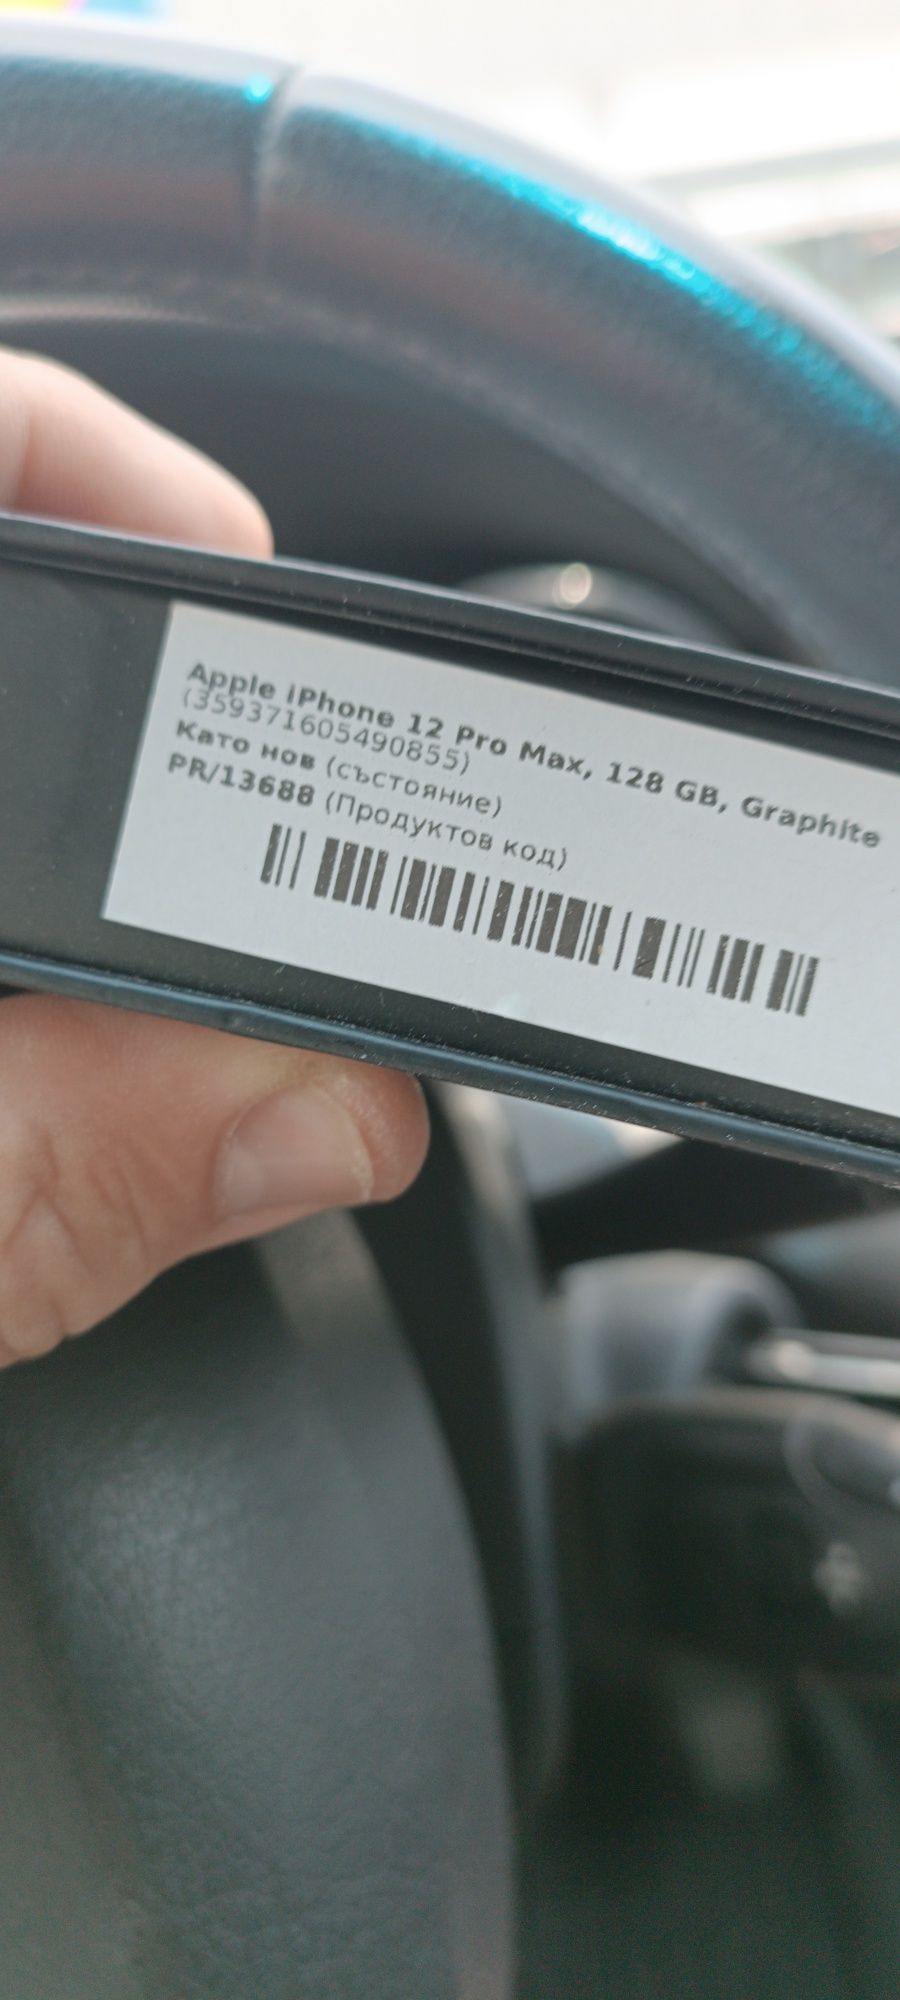 Apple iPhone 12 Pro Max, 128 GB, Graphite
(359371605490855)
Като нов (състояние)
PR/13688 (Продуктов код)